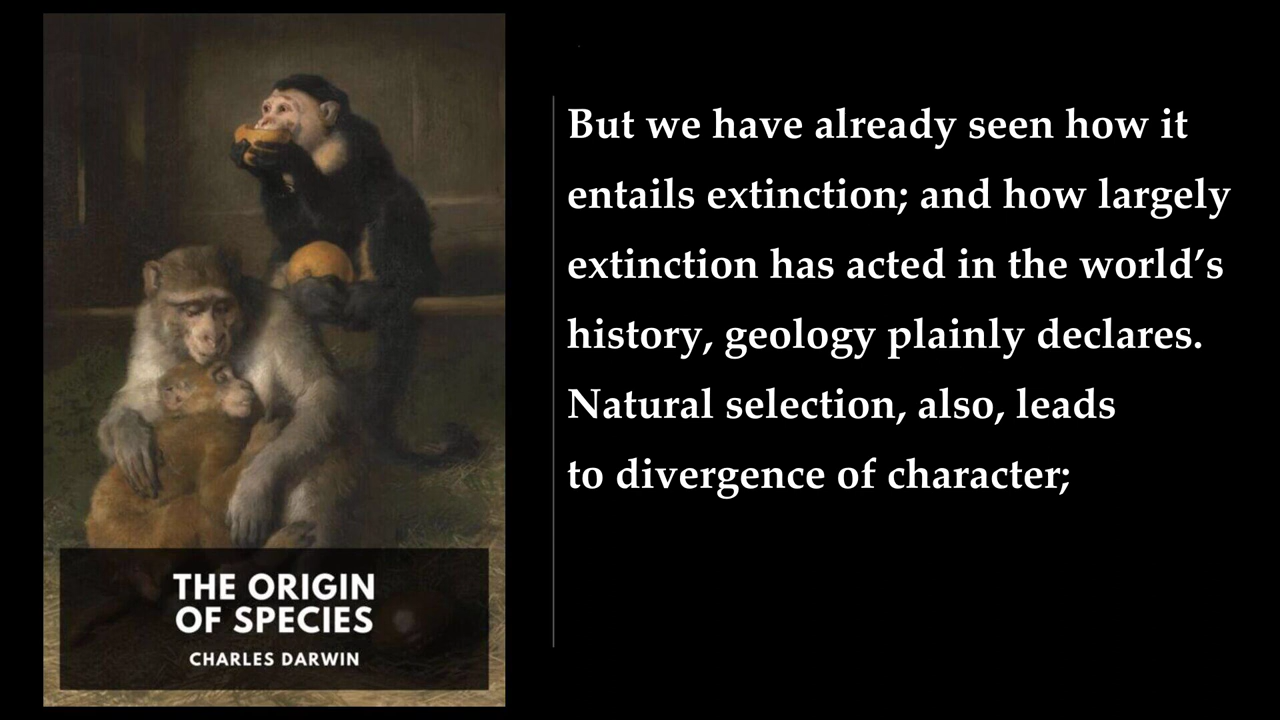 THE ORIGIN
OF SPECIES
CHARLES DARWIN
But we have already seen how it
entails extinction; and how largely
extinction has acted in the world’s
history, geology plainly declares.
Natural selection, also, leads
to divergence of character;